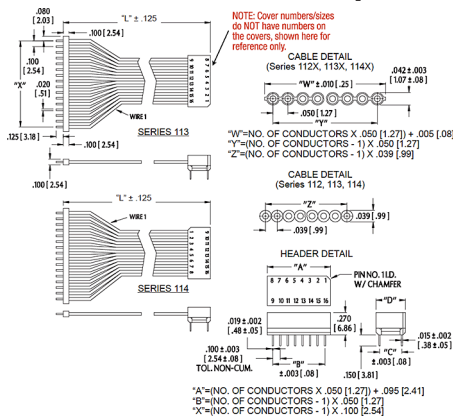 "L" ± .125
.080
[ 2.03 ]
.100
[ 2.54 ]
"X"
.020
[ .51 ]
WIRE 1
.125 [ 3.18 ]
.100 [ 2.54 ]
SERIES 113
.100 [ 2.54 ]
NOTE: Cover numbers/sizes
do NOT have numbers on
the covers, shown here for
reference only.
CABLE DETAIL
(Series 112X, 113X, 114X)
"W" ± .010 [ .25 ]
.042 ± .003
[ 1.07 ± .08 ]
.050 [ 1.27 ]
"Y"
"W"=(NO. OF CONDUCTORS X .050 [1.27]) + .005 [.08]
"Y"=(NO. OF CONDUCTORS - 1) X .050 [1.27]
"Z"=(NO. OF CONDUCTORS - 1) X .039 [.99]
"L" ± .125
WIRE 1
SERIES 114
CABLE DETAIL
(Series 112, 113, 114)
"Z"
.039 [ .99 ]
.039 [ .99 ]
HEADER DETAIL
"A"
8 7 6 5 4 3 2 1
9 10 11 12 13 14 15 16
PIN NO. 1 I.D.
W/ CHAMFER
.019 ± .002
[ .48 ± .05 ]
.270
[ 6.86 ]
"D"
.015 ± .002
[ .38 ± .05 ]
.100 ± .003
[ 2.54 ± .08 ]
TOL. NON-CUM.
"B"
± .003 [ .08 ]
"C"
± .003 [ .08 ]
.150 [ 3.81 ]
"A"=(NO. OF CONDUCTORS X .050 [1.27]) + .095 [2.41]
"B"=(NO. OF CONDUCTORS - 1) X .050 [1.27]
"X"=(NO. OF CONDUCTORS - 1) X .100 [2.54]